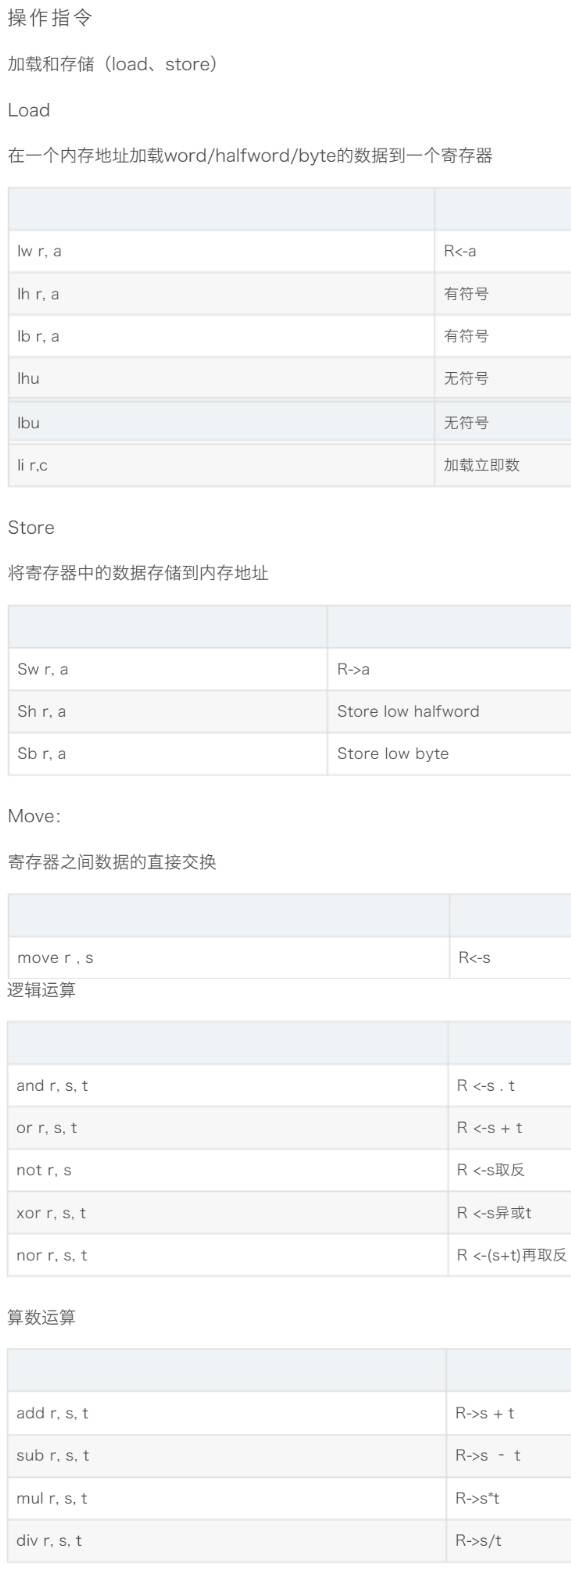 操作指令
加载和存储（load、store）
Load
在一个内存地址加载word/halfword/byte的数据到一个寄存器
lw r, a R<-a
lh r, a 有符号
lb r, a 有符号
lhu 无符号
lbu 无符号
li r,c 加载立即数
Store
将寄存器中的数据存储到内存地址
Sw r, a R->a
Sh r, a Store low halfword
Sb r, a Store low byte
Move：
寄存器之间数据的直接交换
move r , s R<-s
逻辑运算
and r, s, t R <-s . t
or r, s, t R <-s + t
not r, s R <-s取反
xor r, s, t R <-s异或t
nor r, s, t R <-(s+t)再取反
算数运算
add r, s, t R->s + t
sub r, s, t R->s - t
mul r, s, t R->s*t
div r, s, t R->s/t